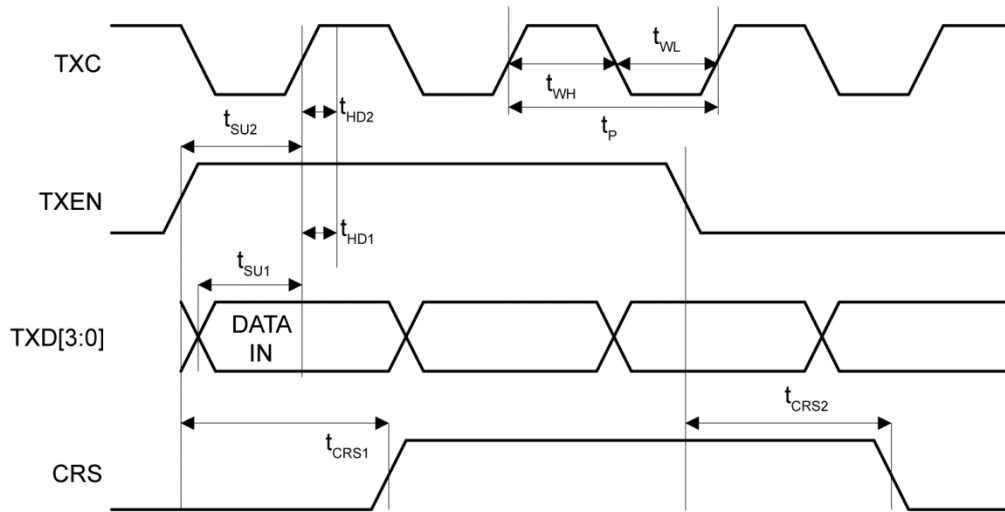 TXC
t_WL
t_WH
t_HD2
t_SU2
t_P
TXEN
t_HD1
t_SU1
TXD[3:0]
DATA
IN
t_CRS2
t_CRS1
CRS